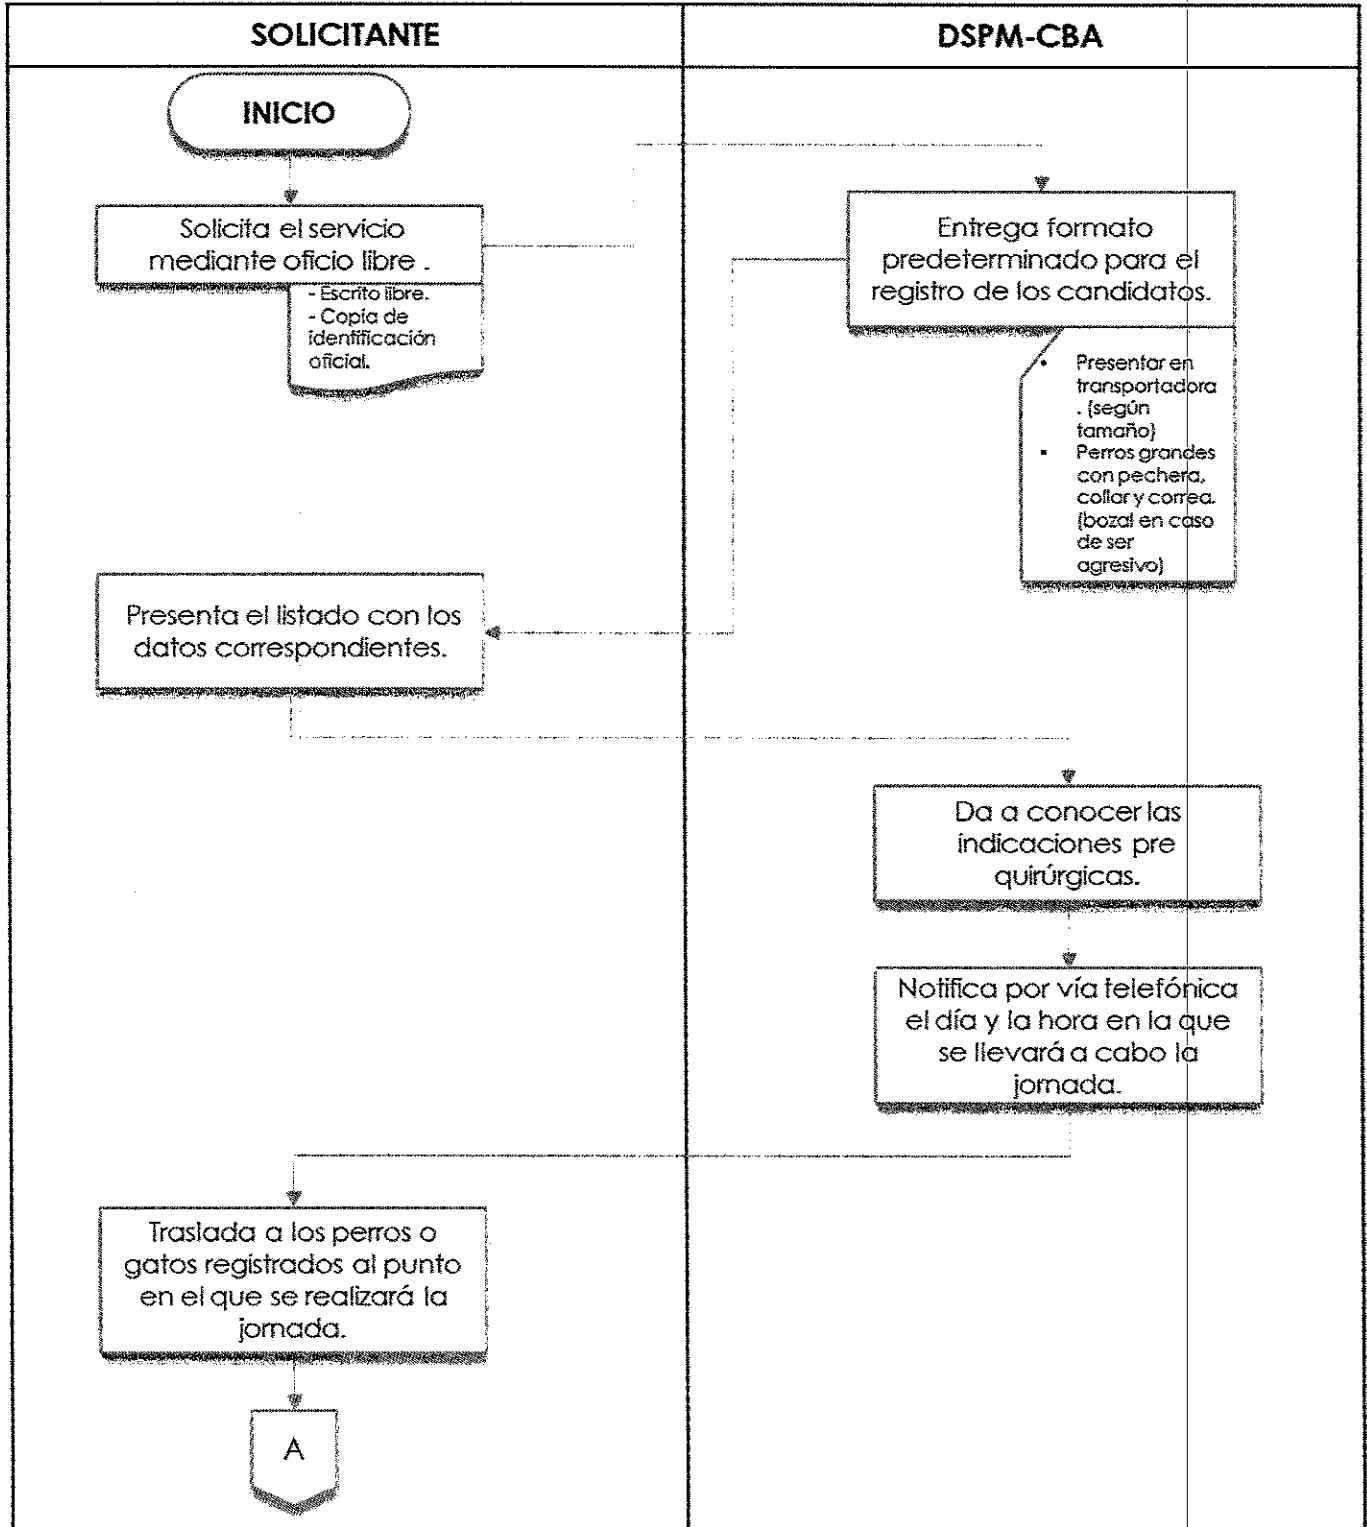 SOLICITANTE
DSPM-CBA
INICIO
Solicita el servicio
mediante oficio libre .
- Escrito libre.
- Copia de
identificación
oficial.
Entrega formato
predeterminado para el
registro de los candidatos.
• Presentar en
transportadora
. (según
tamaño)
▪ Perros grandes
con pechera,
collar y correa.
(bozal en caso
de ser
agresivo)
Presenta el listado con los
datos correspondientes.
Da a conocer las
indicaciones pre
quirúrgicas.
Notifica por vía telefónica
el día y la hora en la que
se llevará a cabo la
jornada.
Traslada a los perros o
gatos registrados al punto
en el que se realizará la
jornada.
A